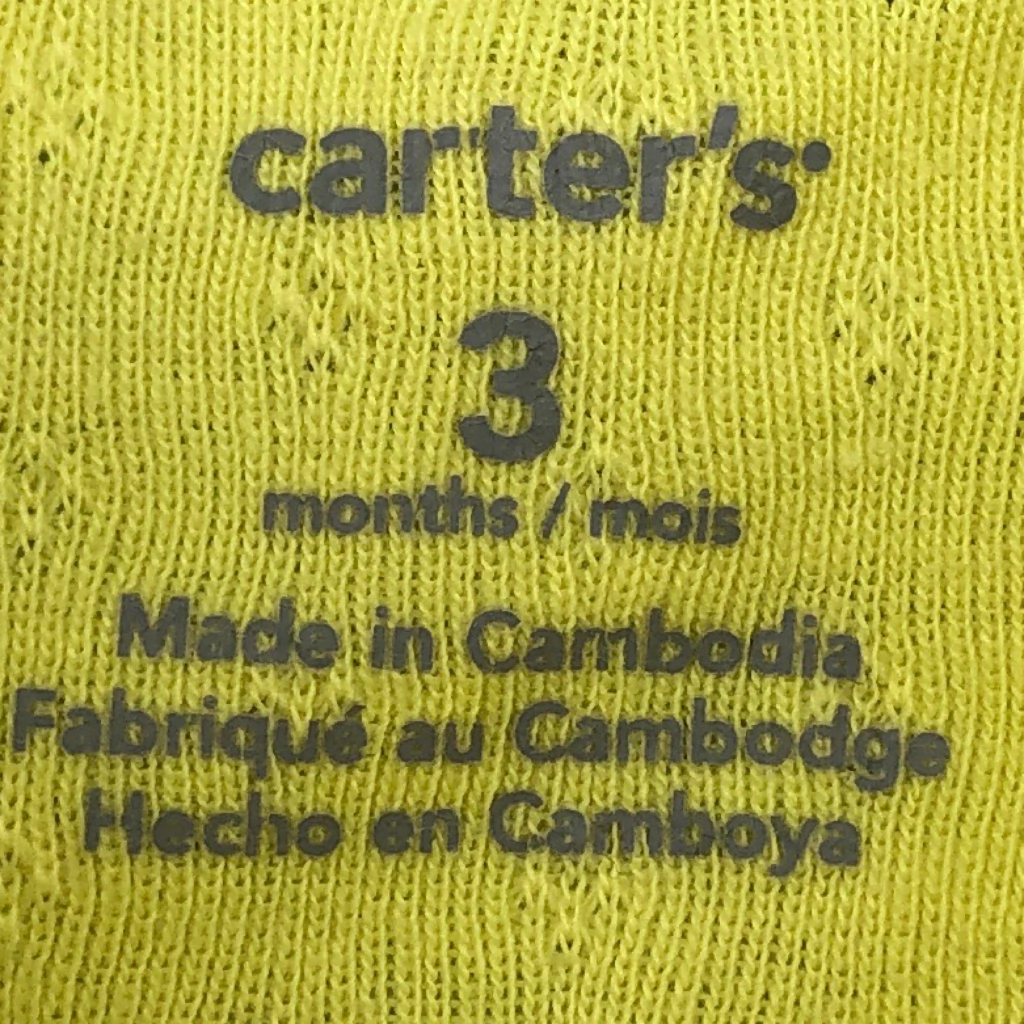 carter's
3
months / mois
Made in Cambodia
Fabriqué au Cambodge
Hecho en Camboya